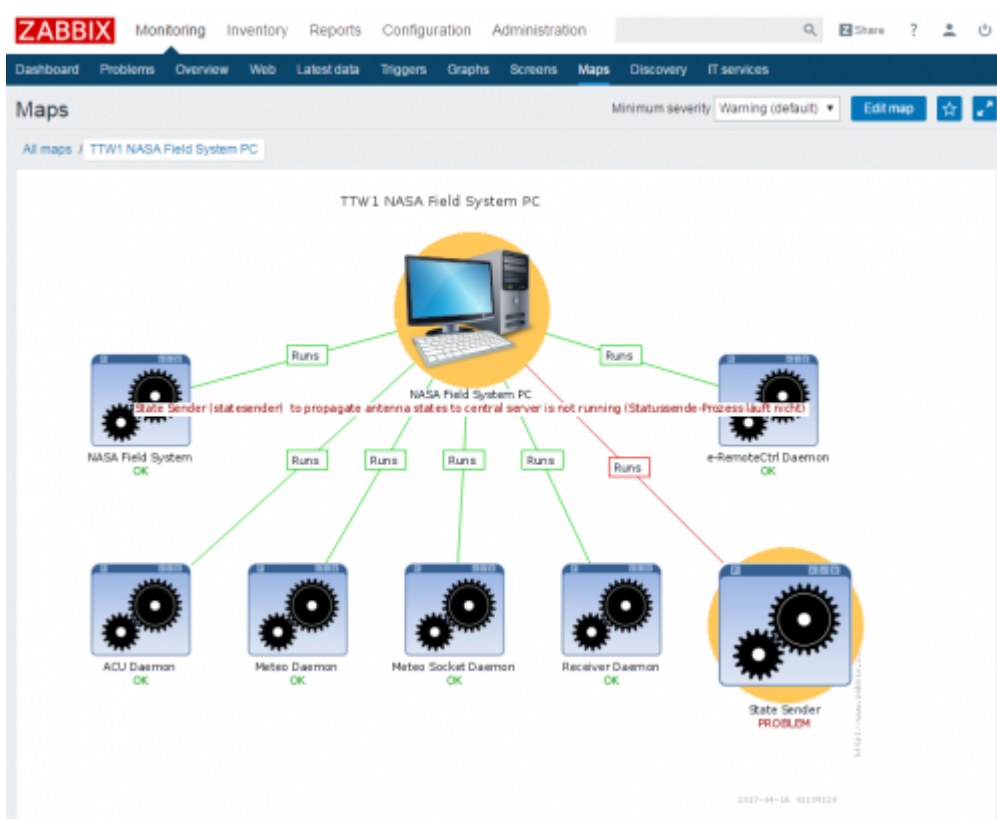 ZABBIX Monitoring Inventory Reports Configuration Administration Share ?
Dashboard Problems Overview Web Latest data Triggers Graphs Screens Maps Discovery IT services
Maps Minimum severity Warning (default) Edit map
All maps / TTW1 NASA Field System PC
TTW1 NASA Field System PC
Runs Runs
NASA Field System PC
State Sender (statesender) to propagate antenna states to central server is not running (Statussende-Prozess läuft nicht)
NASA Field System
OK
Runs Runs Runs Runs Runs
e-RemoteCtrl Daemon
OK
ACU Daemon
OK
Meteo Daemon
OK
Meteo Socket Daemon
OK
Receiver Daemon
OK
State Sender
PROBLEM